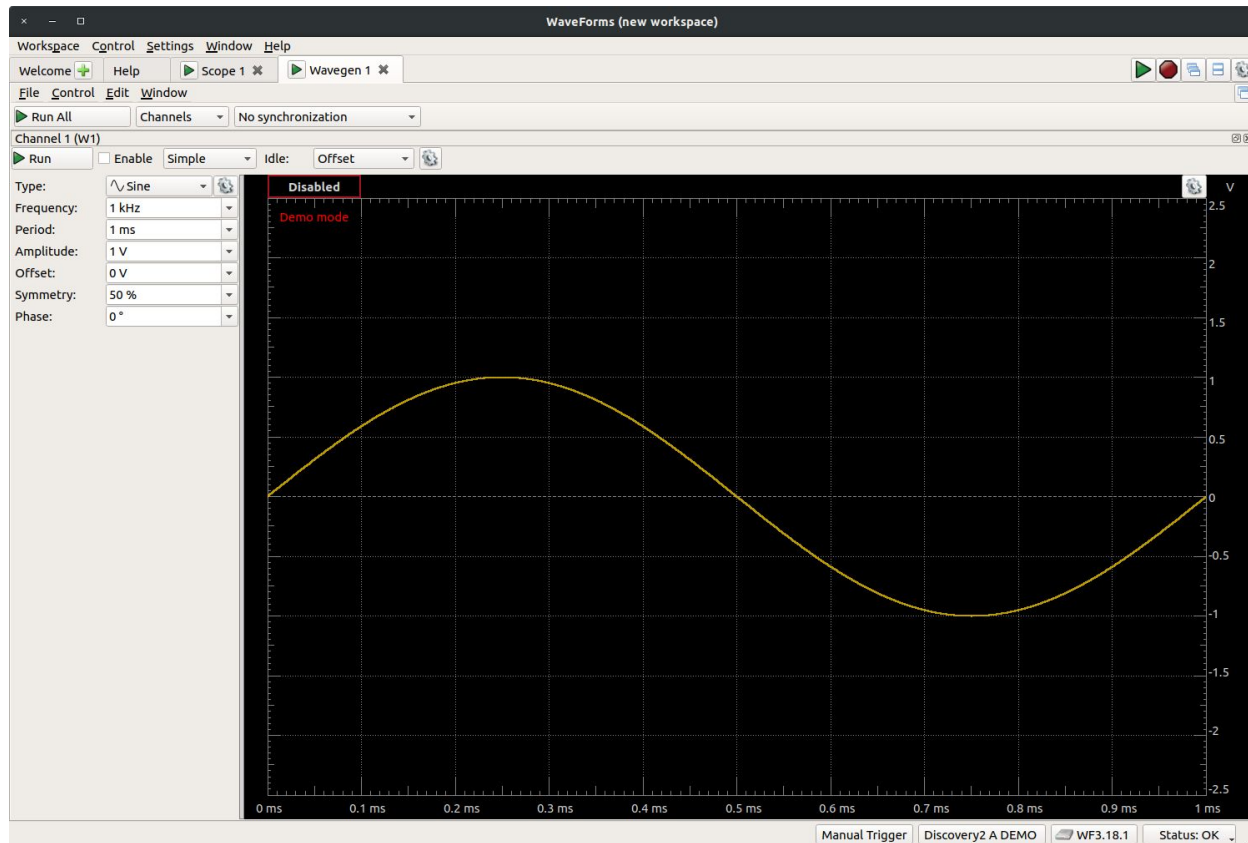 WaveForms (new workspace)
Workspace Control Settings Window Help
Welcome Help Scope 1 Wavegen 1
File Control Edit Window
Run All Channels No synchronization
Channel 1 (W1)
Run Enable Simple Idle: Offset
Type: Sine
Frequency: 1 kHz
Period: 1 ms
Amplitude: 1 V
Offset: 0 V
Symmetry: 50 %
Phase: 0 °
Disabled
V
Demo mode
2.5
2
1.5
1
0.5
0
-0.5
-1
-1.5
-2
-2.5
0 ms 0.1 ms 0.2 ms 0.3 ms 0.4 ms 0.5 ms 0.6 ms 0.7 ms 0.8 ms 0.9 ms 1 ms
Manual Trigger Discovery2 A DEMO WF3.18.1 Status: OK